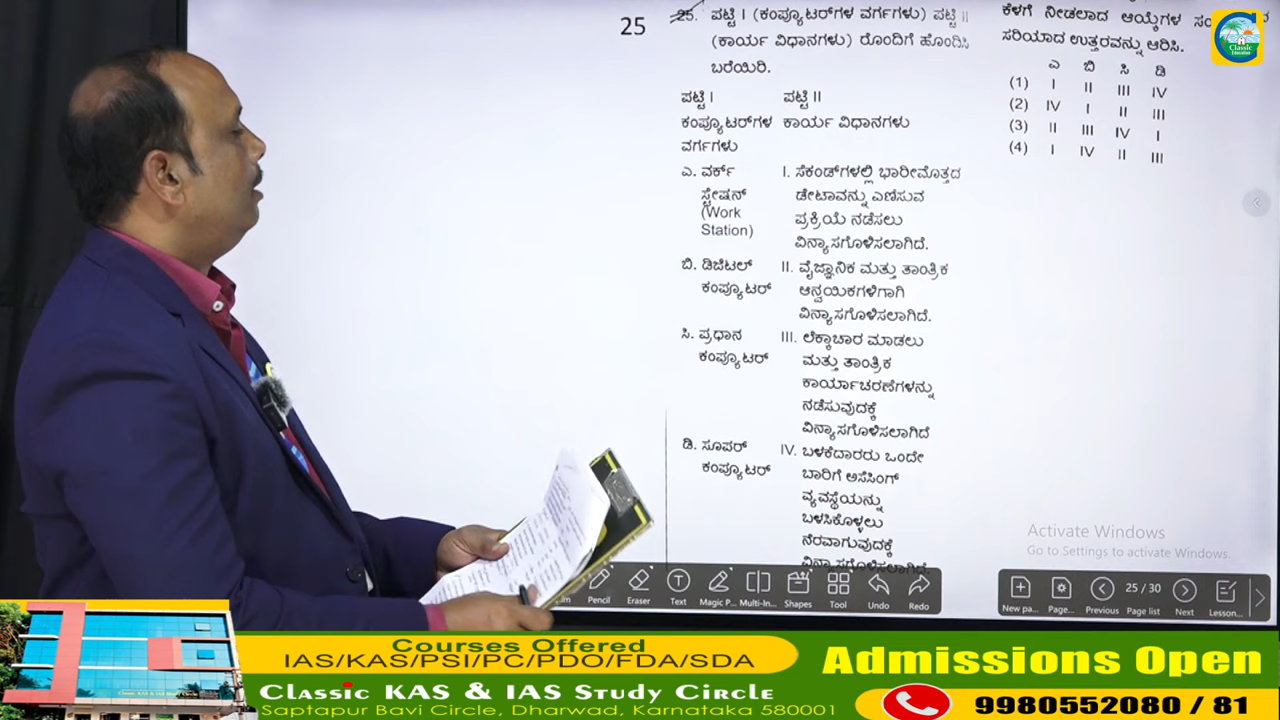 25
25. ಪಟ್ಟಿ I (ಕಂಪ್ಯೂಟರ್‌ಗಳ ವರ್ಗಗಳು) ಪಟ್ಟಿ II
(ಕಾರ್ಯ ವಿಧಾನಗಳು) ರೊಂದಿಗೆ ಹೊಂದಿಸಿ
ಬರೆಯಿರಿ.
ಪಟ್ಟಿ I ಪಟ್ಟಿ II
ಕಂಪ್ಯೂಟರ್‌ಗಳ ಕಾರ್ಯ ವಿಧಾನಗಳು
ವರ್ಗಗಳು
ಎ. ವರ್ಕ್ I. ಸೆಕಂಡ್‌ಗಳಲ್ಲಿ ಭಾರೀಮೊತ್ತದ
ಸ್ಟೇಷನ್ ಡೇಟಾವನ್ನು ಎಣಿಸುವ
(Work ಪ್ರಕ್ರಿಯೆ ನಡೆಸಲು
Station) ವಿನ್ಯಾಸಗೊಳಿಸಲಾಗಿದೆ.
ಬಿ. ಡಿಜಿಟಲ್ II. ವೈಜ್ಞಾನಿಕ ಮತ್ತು ತಾಂತ್ರಿಕ
ಕಂಪ್ಯೂಟರ್ ಆನ್ವಯಿಕಗಳಿಗಾಗಿ
ವಿನ್ಯಾಸಗೊಳಿಸಲಾಗಿದೆ.
ಸಿ. ಪ್ರಧಾನ III. ಲೆಕ್ಕಾಚಾರ ಮಾಡಲು
ಕಂಪ್ಯೂಟರ್ ಮತ್ತು ತಾಂತ್ರಿಕ
ಕಾರ್ಯಾಚರಣೆಗಳನ್ನು
ನಡೆಸುವುದಕ್ಕೆ
ವಿನ್ಯಾಸಗೊಳಿಸಲಾಗಿದೆ
ಡಿ. ಸೂಪರ್ IV. ಬಳಕೆದಾರರು ಒಂದೇ
ಕಂಪ್ಯೂಟರ್ ಬಾರಿಗೆ ಅಸೆಸಿಂಗ್
ವ್ಯವಸ್ಥೆಯನ್ನು
ಬಳಸಿಕೊಳ್ಳಲು
ನೆರವಾಗುವುದಕ್ಕೆ
ವಿನ್ಯಾಸಗೊಳಿಸಲಾಗಿದೆ.
ಕೆಳಗೆ ನೀಡಲಾದ ಆಯ್ಕೆಗಳ
ಸರಿಯಾದ ಉತ್ತರವನ್ನು ಆರಿಸಿ.
ಎ ಬಿ ಸಿ ಡಿ
(1) I II III IV
(2) IV I II III
(3) II III IV I
(4) I IV II III
Classic
Education
Activate Windows
Go to Settings to activate Windows.
Pencil Eraser Text Magic P... Multi-In... Shapes Tool Undo Redo
25 / 30
New pa... Page... Previous Page list Next Lesson...
Courses Offered
IAS/KAS/PSI/PC/PDO/FDA/SDA
Classic KAS & IAS Study Circle
Saptapur Bavi Circle, Dharwad, Karnataka 580001
Admissions Open
9980552080 / 81